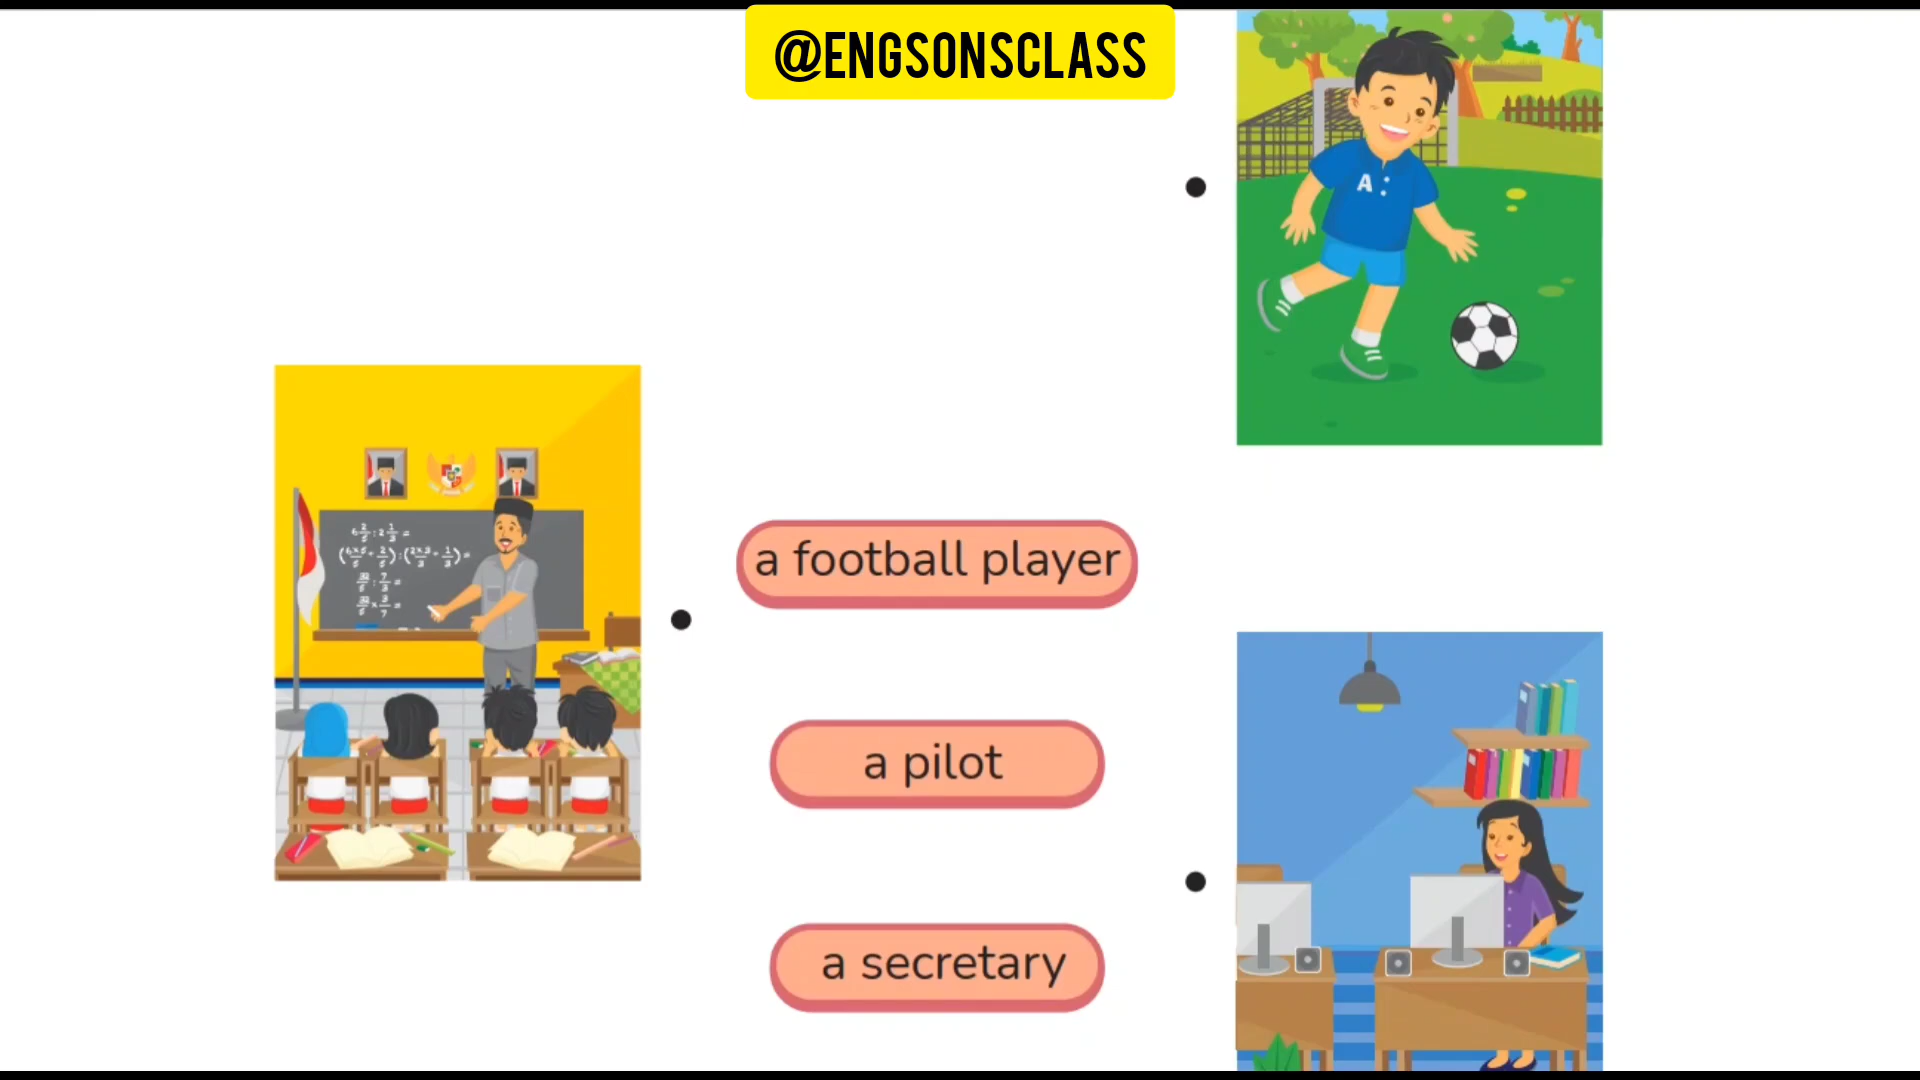 @ENGSONSCLASS
A
a football player
a pilot
a secretary